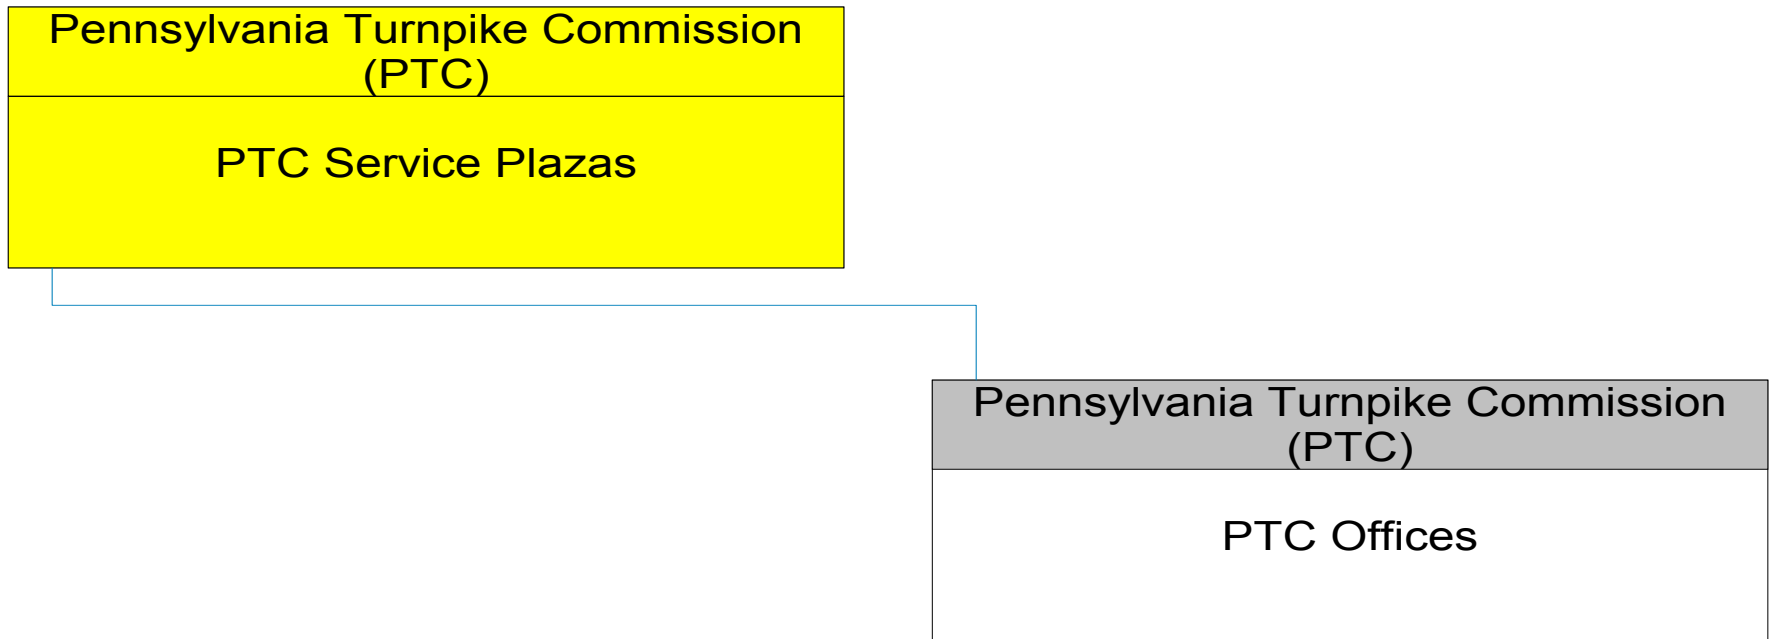 Pennsylvania Turnpike Commission
(PTC)
PTC Service Plazas
Pennsylvania Turnpike Commission
(PTC)
PTC Offices